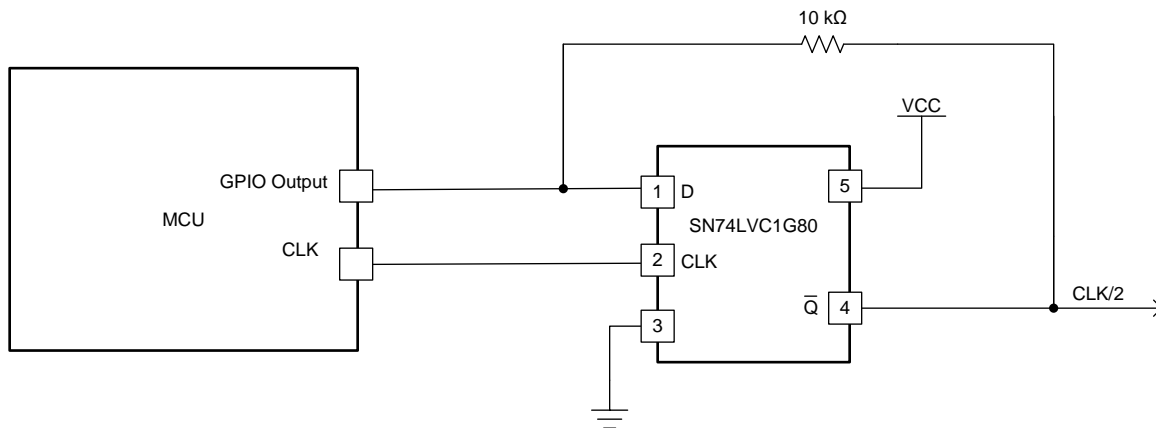 10 kΩ
VCC
GPIO Output
1
D
5
MCU
SN74LVC1G80
CLK
2
CLK
Q̅
4
CLK/2
3